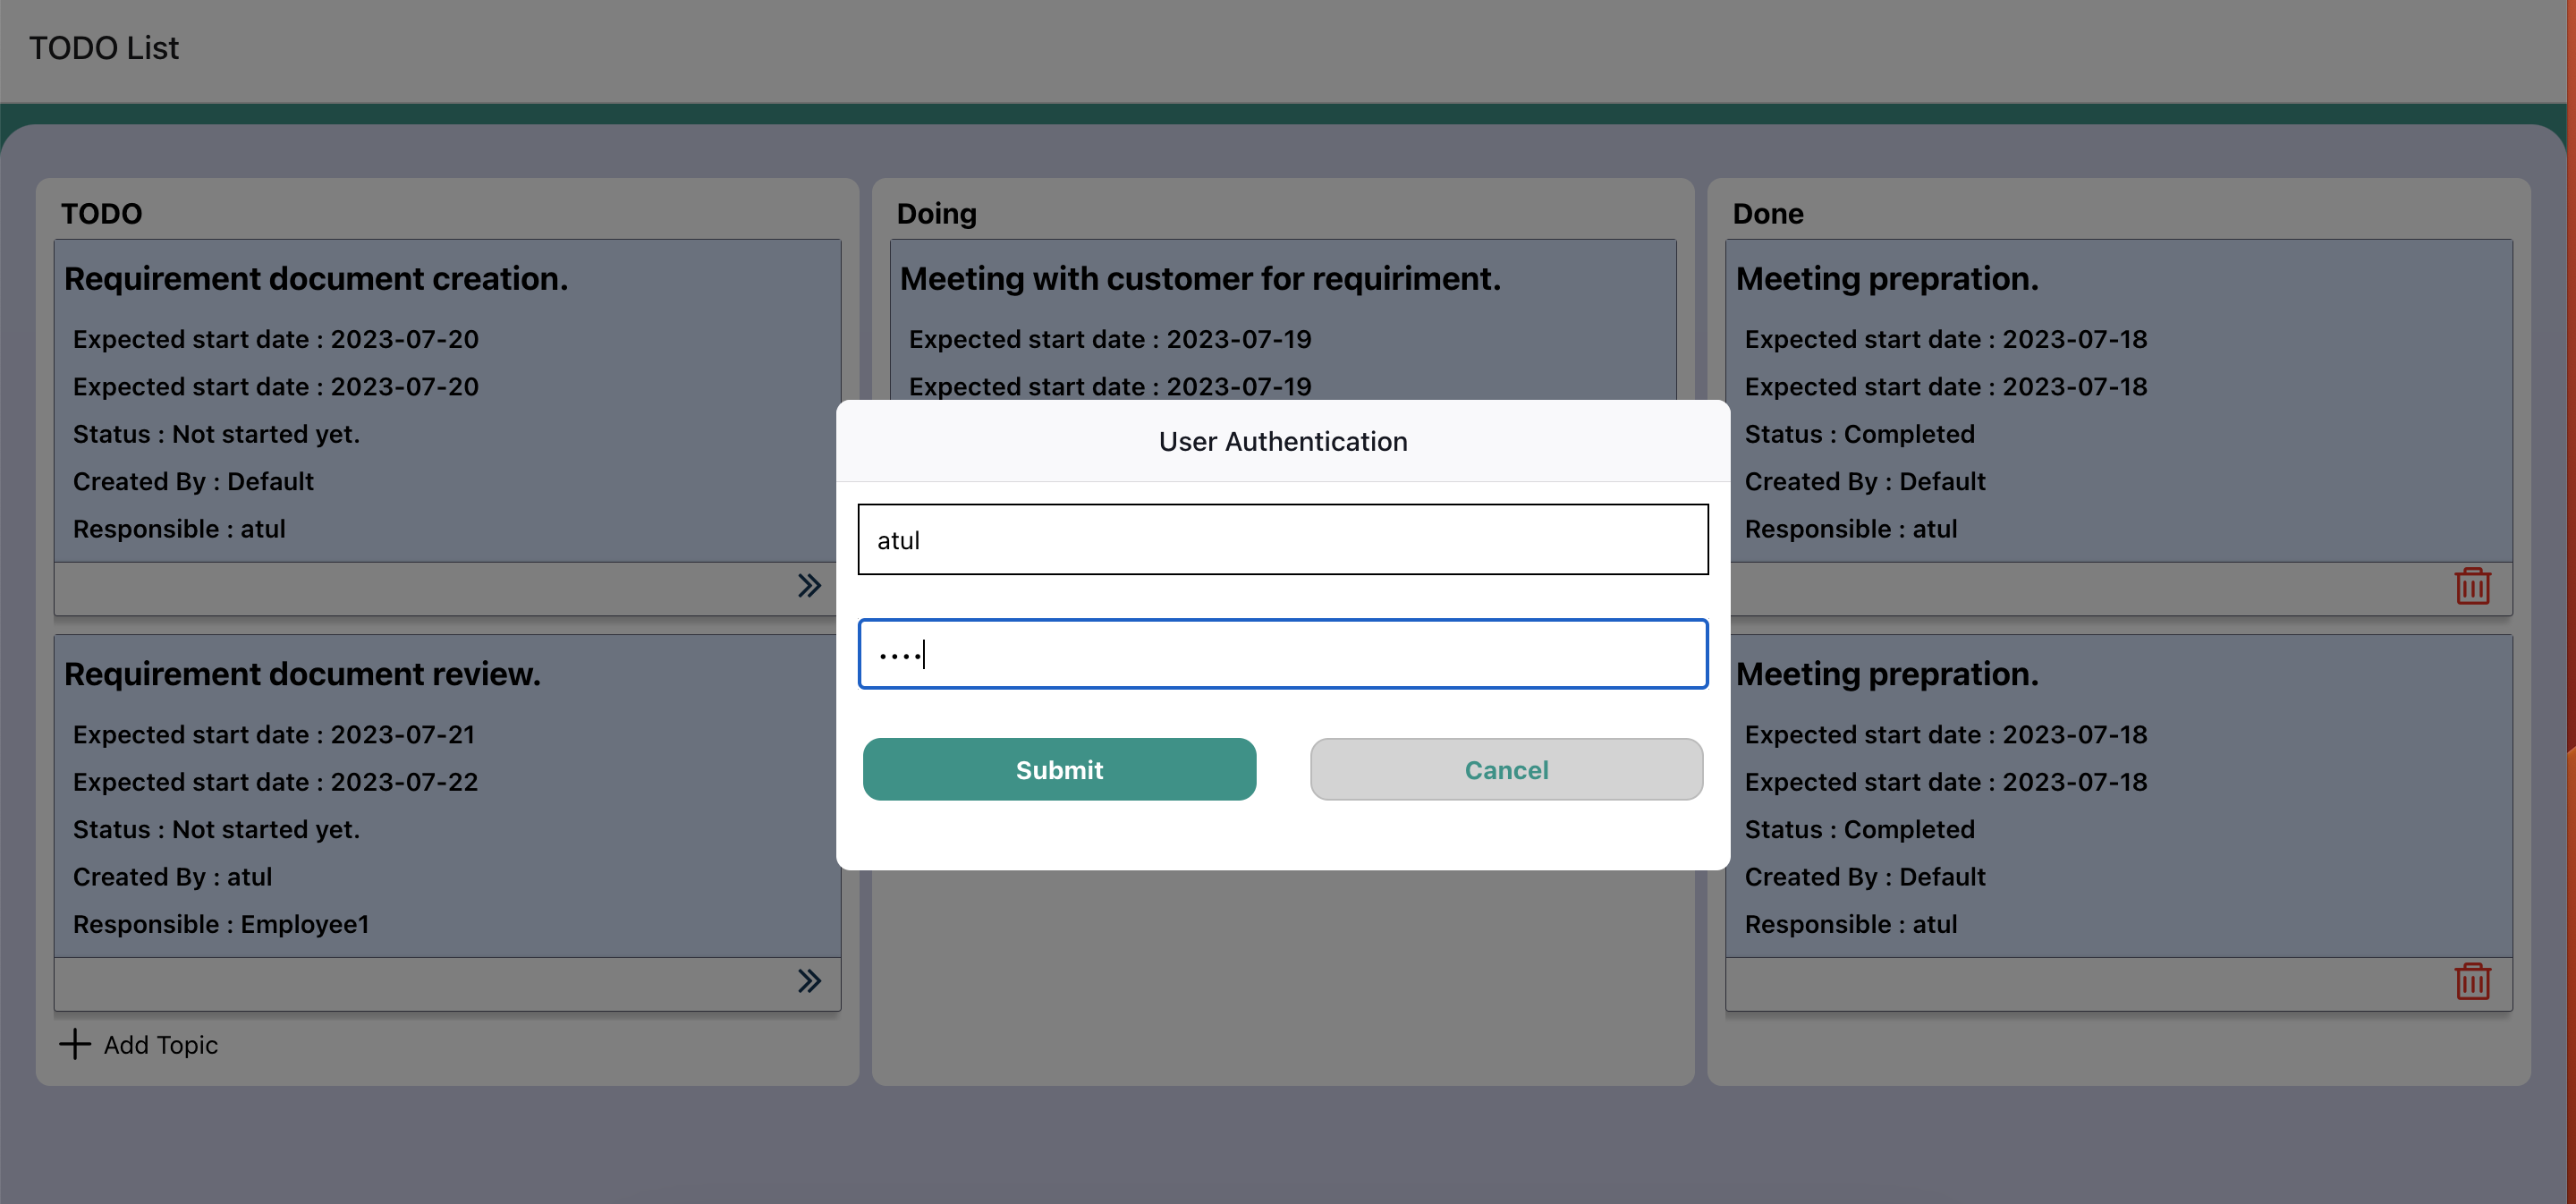 TODO List
TODO
Requirement document creation.
Expected start date : 2023-07-20
Expected start date : 2023-07-20
Status : Not started yet.
Created By : Default
Responsible : atul
Requirement document review.
Expected start date : 2023-07-21
Expected start date : 2023-07-22
Status : Not started yet.
Created By : atul
Responsible : Employee1
Add Topic
Doing
Meeting with customer for requiriment.
Expected start date : 2023-07-19
Expected start date : 2023-07-19
User Authentication
atul
••••
Submit
Cancel
Done
Meeting prepration.
Expected start date : 2023-07-18
Expected start date : 2023-07-18
Status : Completed
Created By : Default
Responsible : atul
Meeting prepration.
Expected start date : 2023-07-18
Expected start date : 2023-07-18
Status : Completed
Created By : Default
Responsible : atul